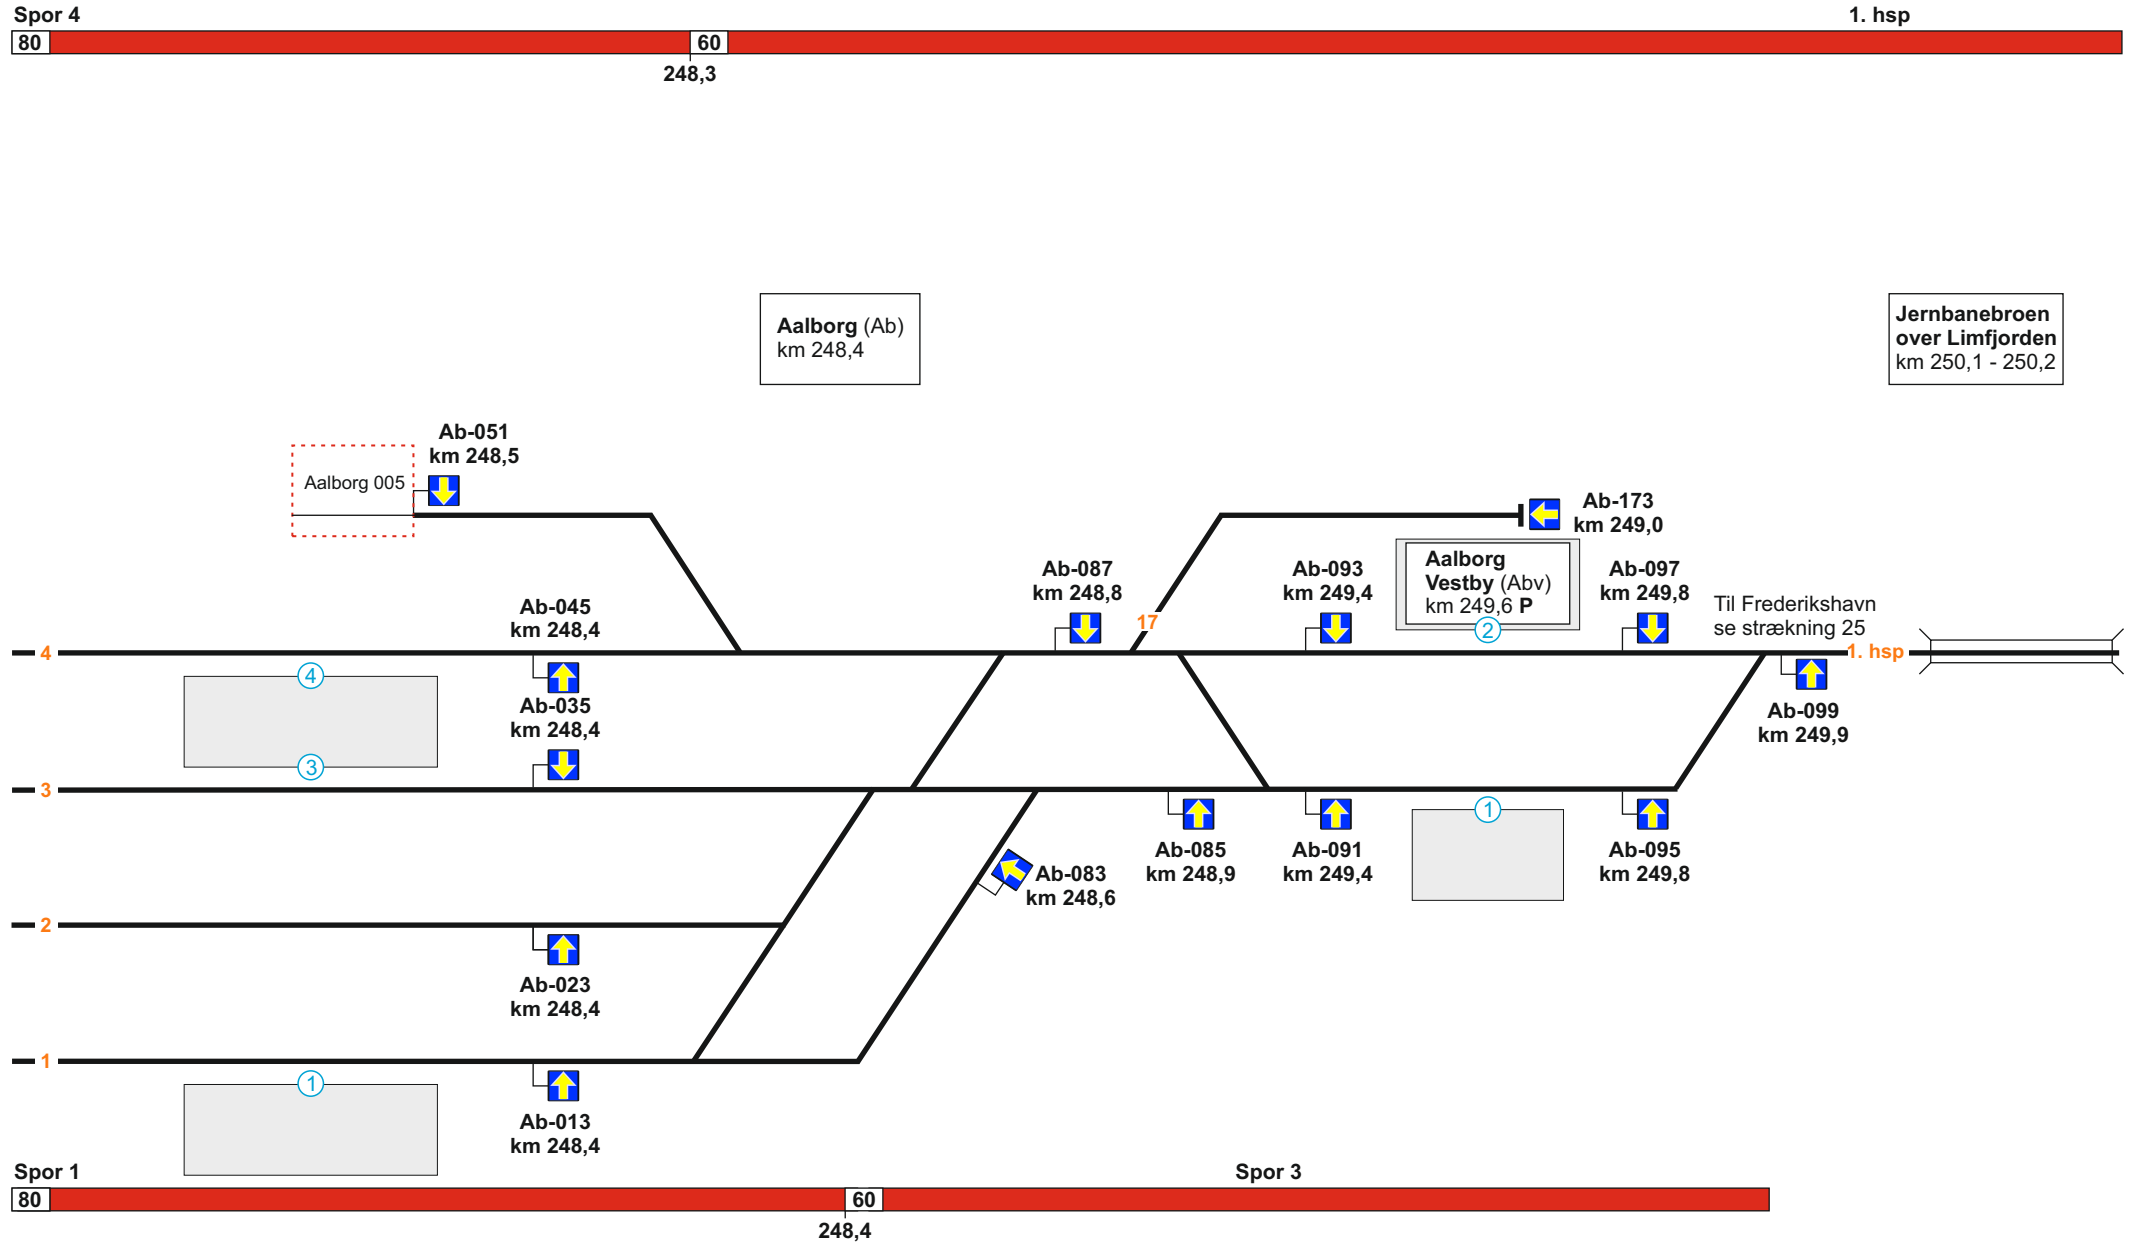 Spor 4
1. hsp
80
60
248,3
Aalborg (Ab)
km 248,4
Jernbanebroen
over Limfjorden
km 250,1 - 250,2
Ab-051
km 248,5
Aalborg 005
Ab-173
km 249,0
Ab-045
km 248,4
Ab-087
km 248,8
17
Ab-093
km 249,4
Aalborg
Vestby (Abv)
km 249,6 P
2
Ab-097
km 249,8
Til Frederikshavn
se strækning 25
4
1. hsp
4
Ab-035
km 248,4
Ab-099
km 249,9
3
3
1
Ab-085
km 248,9
Ab-091
km 249,4
Ab-095
km 249,8
Ab-083
km 248,6
2
Ab-023
km 248,4
1
1
Ab-013
km 248,4
Spor 1
Spor 3
80
60
248,4